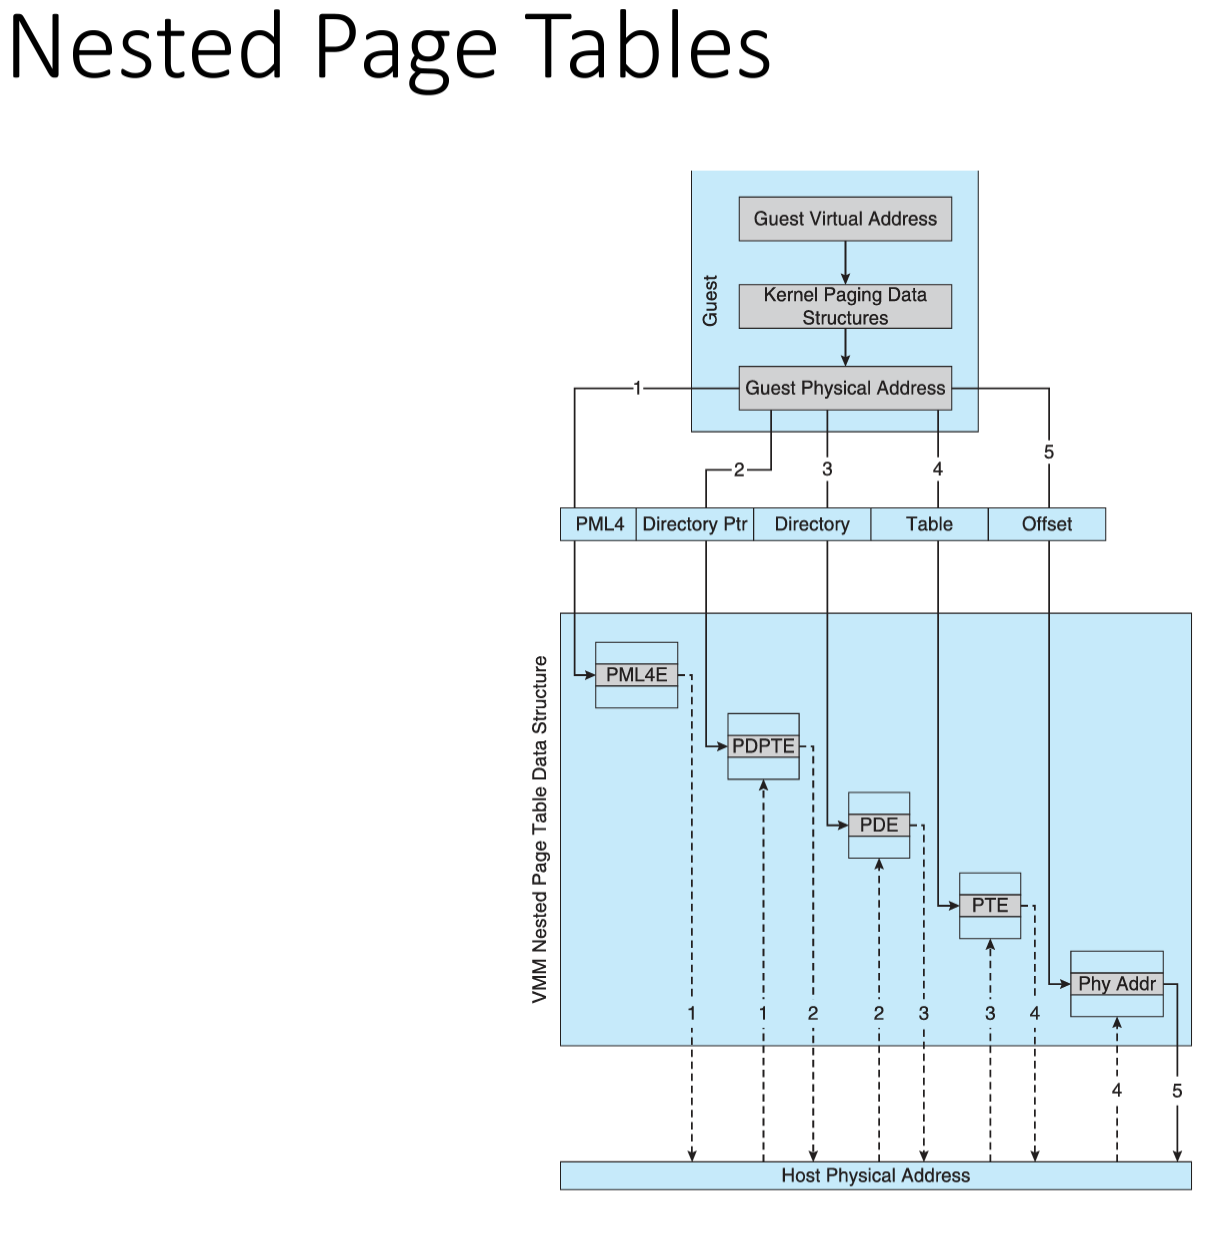 Nested Page Tables
Guest Virtual Address
Guest
Kernel Paging Data
Structures
Guest Physical Address
1
2
3
4
5
PML4
Directory Ptr
Directory
Table
Offset
VMM Nested Page Table Data Structure
PML4E
PDPTE
PDE
PTE
Phy Addr
1
1
2
2
3
3
4
4
5
Host Physical Address